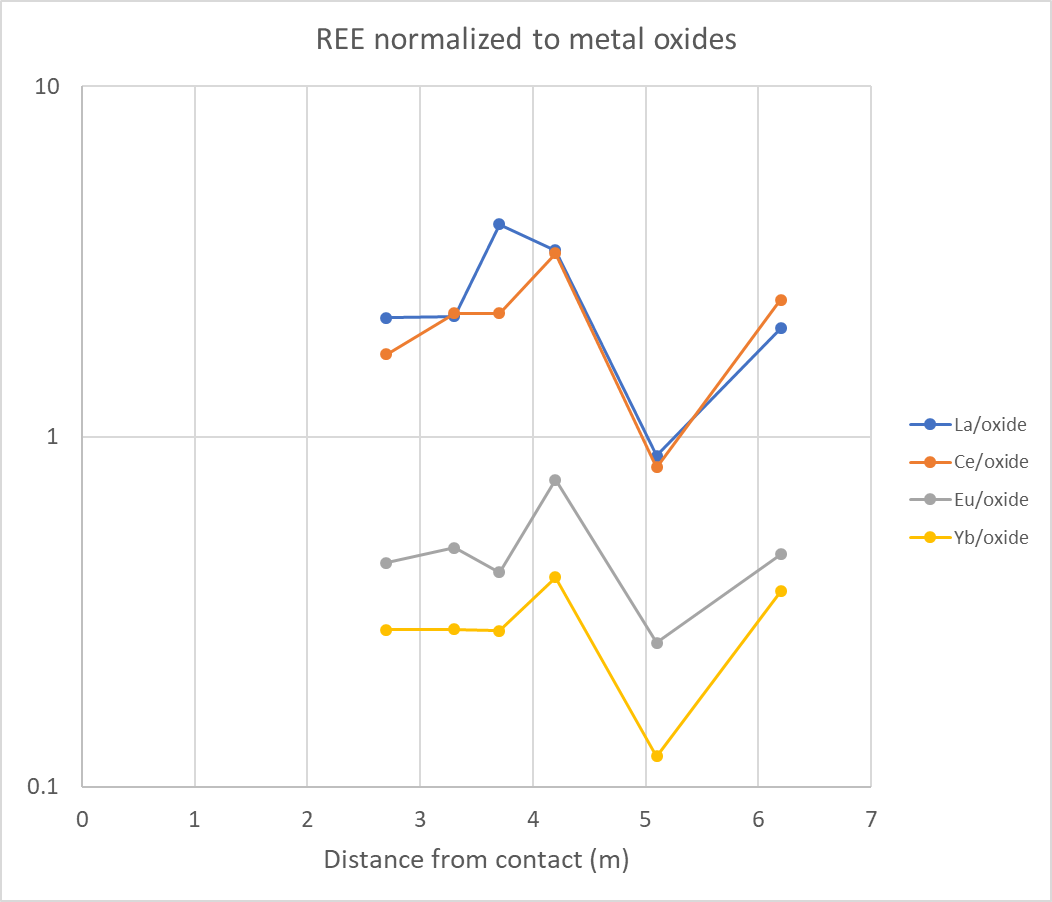 REE normalized to metal oxides
10
1
0.1
0 1 2 3 4 5 6 7
Distance from contact (m)
La/oxide
Ce/oxide
Eu/oxide
Yb/oxide